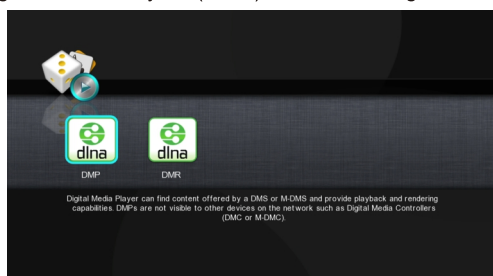 dlna
dlna
DMP
DMR
Digital Media Player can find content offered by a DMS or M-DMS and provide playback and rendering
capabilities. DMPs are not visible to other devices on the network such as Digital Media Controllers
(DMC or M-DMC).